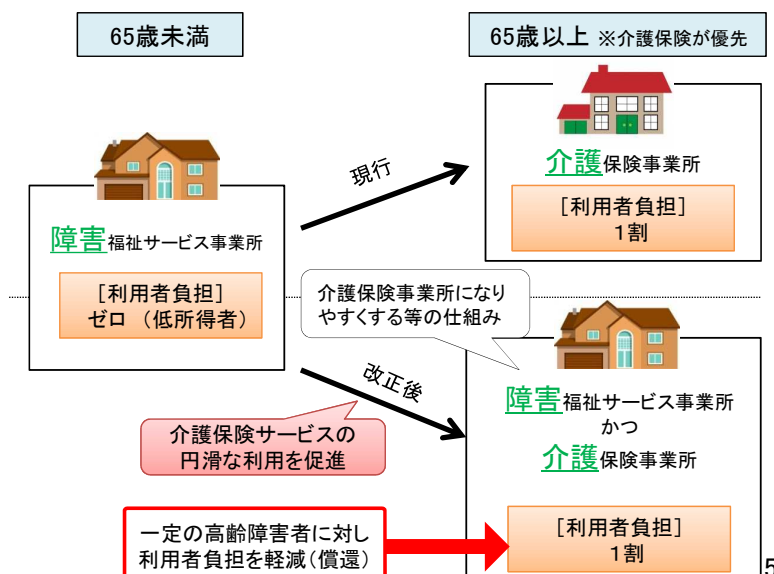 65歳未満
65歳以上 ※介護保険が優先
障害福祉サービス事業所
[利用者負担]
ゼロ (低所得者)
現行
介護保険事業所
[利用者負担]
1割
介護保険事業所になり
やすくする等の仕組み
改正後
介護保険サービスの
円滑な利用を促進
障害福祉サービス事業所
かつ
介護保険事業所
一定の高齢障害者に対し
利用者負担を軽減(償還)
[利用者負担]
1割
5